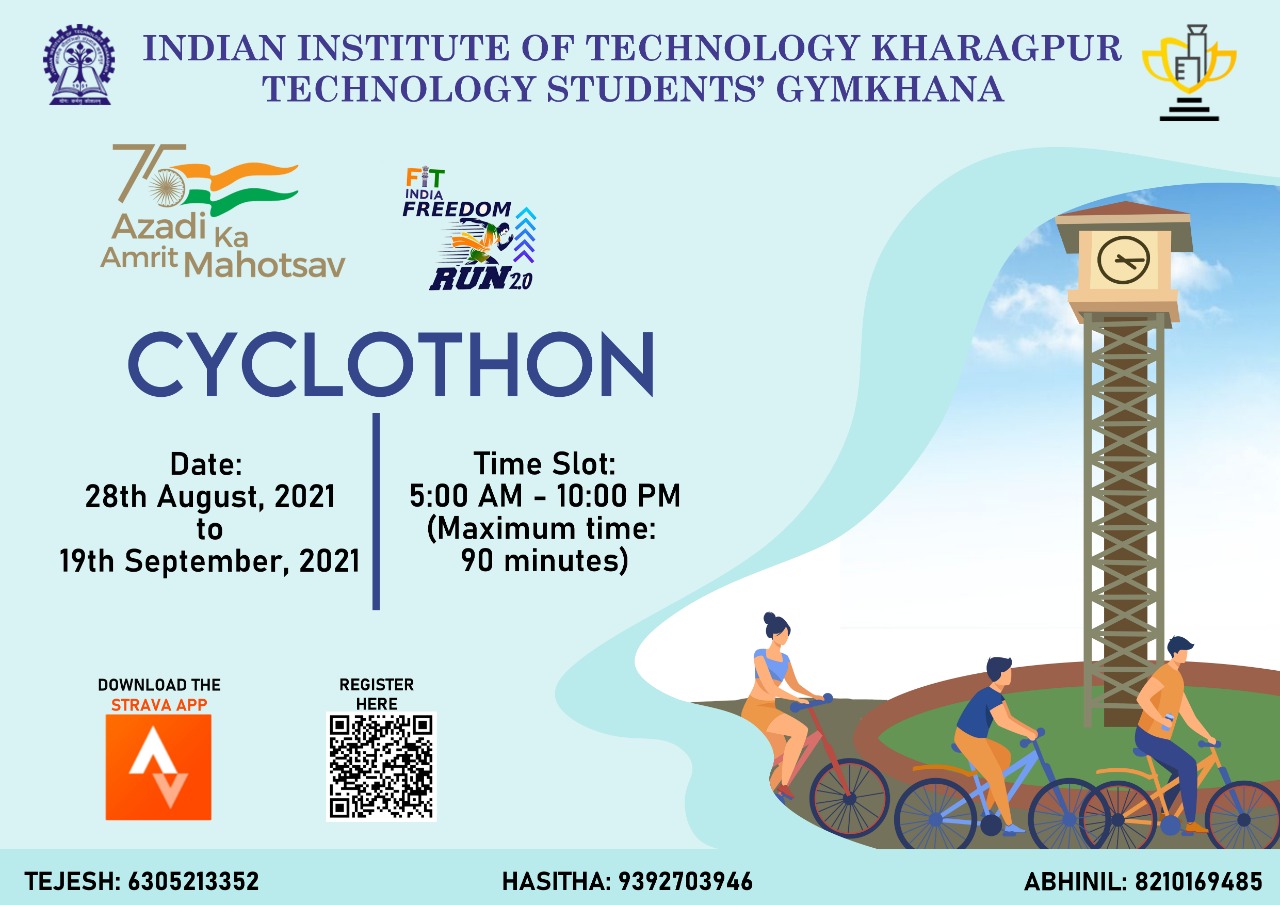 INDIAN INSTITUTE OF TECHNOLOGY KHARAGPUR
TECHNOLOGY STUDENTS' GYMKHANA
75
Azadi Ka
Amrit Mahotsav
FIT
INDIA
FREEDOM
RUN 2.0
CYCLOTHON
Date:
28th August, 2021
to
19th September, 2021
Time Slot:
5:00 AM - 10:00 PM
(Maximum time:
90 minutes)
DOWNLOAD THE
STRAVA APP
REGISTER
HERE
TEJESH: 6305213352
HASITHA: 9392703946
ABHINIL: 8210169485